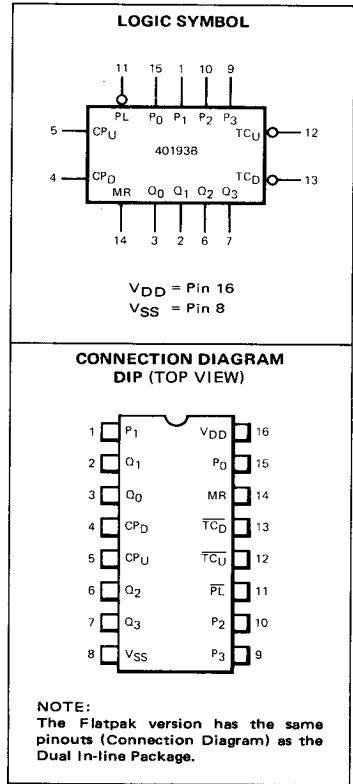 LOGIC SYMBOL
11 15 1 10 9
PL P0 P1 P2 P3
5 CPU TCU 12
40193B
4 CPD TCD 13
MR Q0 Q1 Q2 Q3
14 3 2 6 7
VDD = Pin 16
VSS = Pin 8
CONNECTION DIAGRAM
DIP (TOP VIEW)
1 P1 VDD 16
2 Q1 P0 15
3 Q0 MR 14
4 CPD TCD 13
5 CPU TCU 12
6 Q2 PL 11
7 Q3 P2 10
8 VSS P3 9
NOTE:
The Flatpak version has the same
pinouts (Connection Diagram) as the
Dual In-line Package.